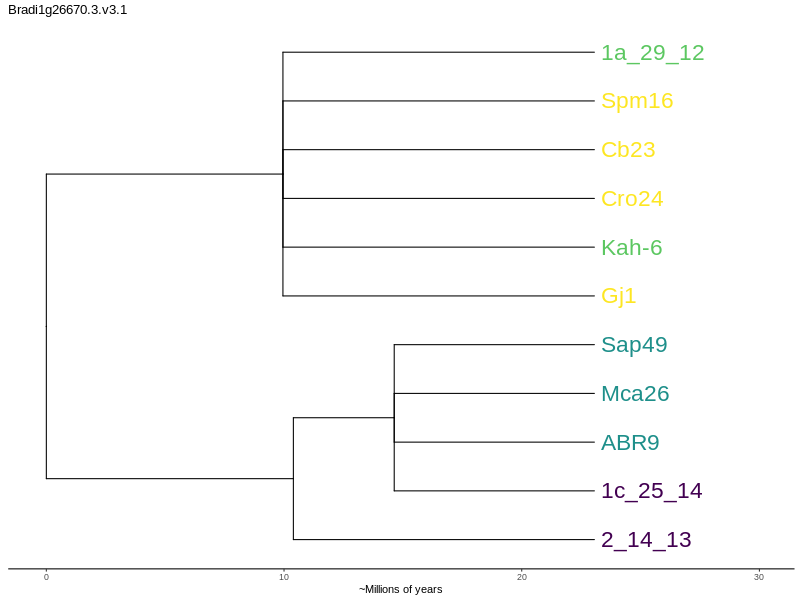 Bradi1g26670.3.v3.1
1a_29_12
Spm16
Cb23
Cro24
Kah-6
Gj1
Sap49
Mca26
ABR9
1c_25_14
2_14_13
0 10 20 30
~Millions of years